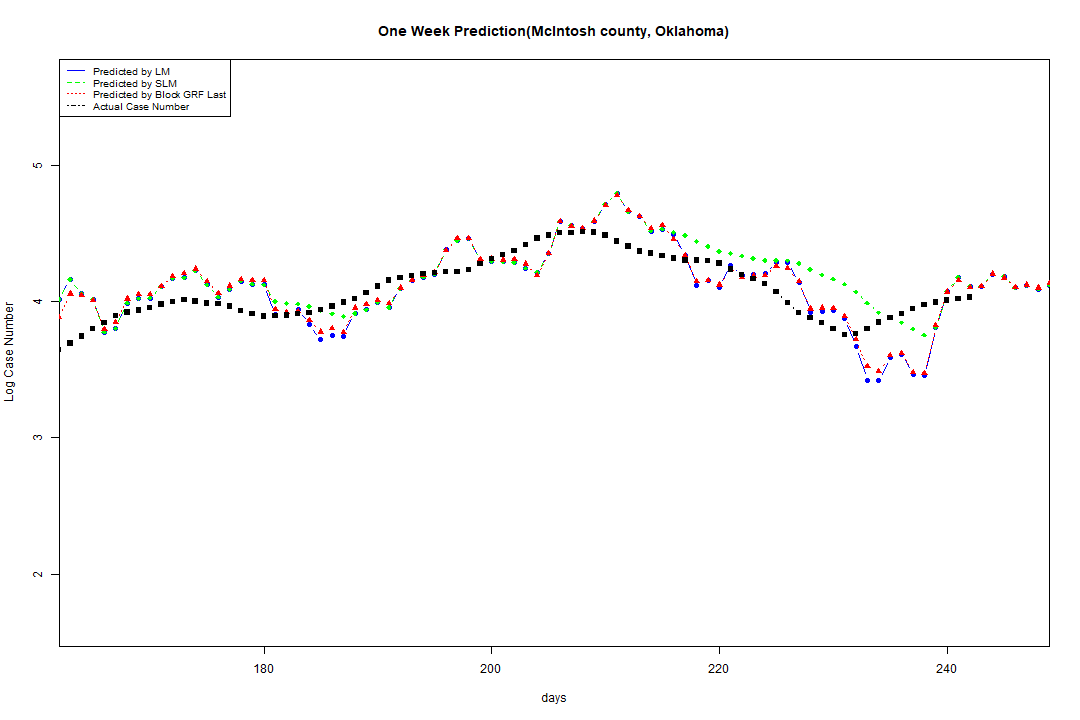 One Week Prediction(McIntosh county, Oklahoma)
Predicted by LM
Predicted by SLM
Predicted by Block GRF Last
Actual Case Number
5
4
3
2
Log Case Number
180
200
220
240
days